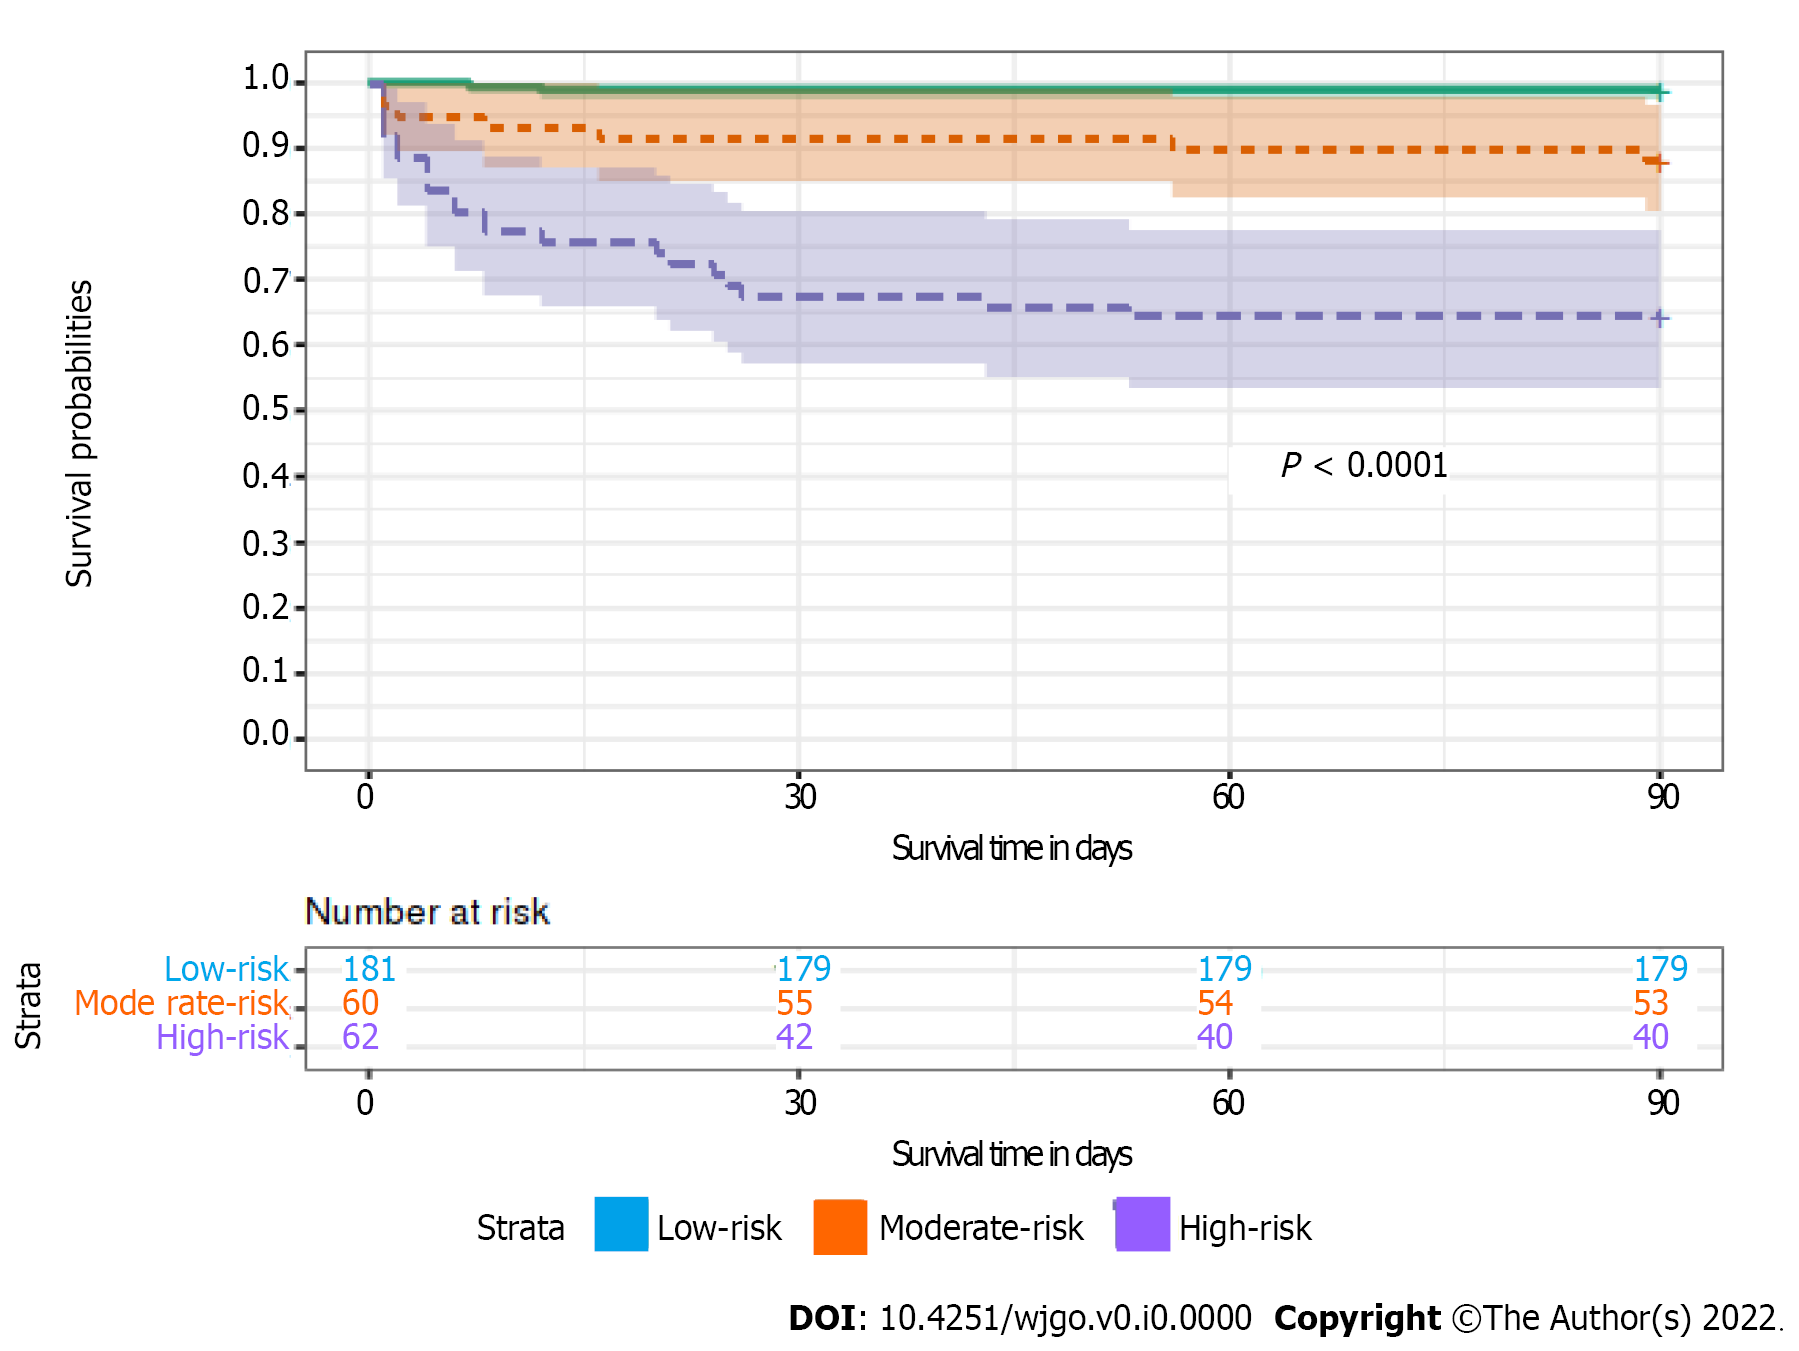 1.0
0.9
0.8
0.7
0.6
0.5
0.4
0.3
0.2
0.1
0.0
Survival probabilities
P < 0.0001
0 30 60 90
Survival time in days
Number at risk
Strata
Low-risk 181 179 179 179
Mode rate-risk 60 55 54 53
High-risk 62 42 40 40
0 30 60 90
Survival time in days
Strata Low-risk Moderate-risk High-risk
DOI: 10.4251/wjgo.v0.i0.0000 Copyright ©The Author(s) 2022.